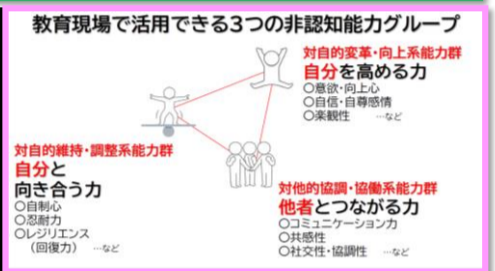 教育現場で活用できる3つの非認知能力グループ
対自的変革・向上系能力群
自分を高める力
○意欲・向上心
○自信・自尊感情
○楽観性 …など
対自的維持・調整系能力群
自分と
向き合う力
○自制心
○忍耐力
○レジリエンス
（回復力） …など
対他的協調・協働系能力群
他者とつながる力
○コミュニケーション力
○共感性
○社交性・協調性 …など